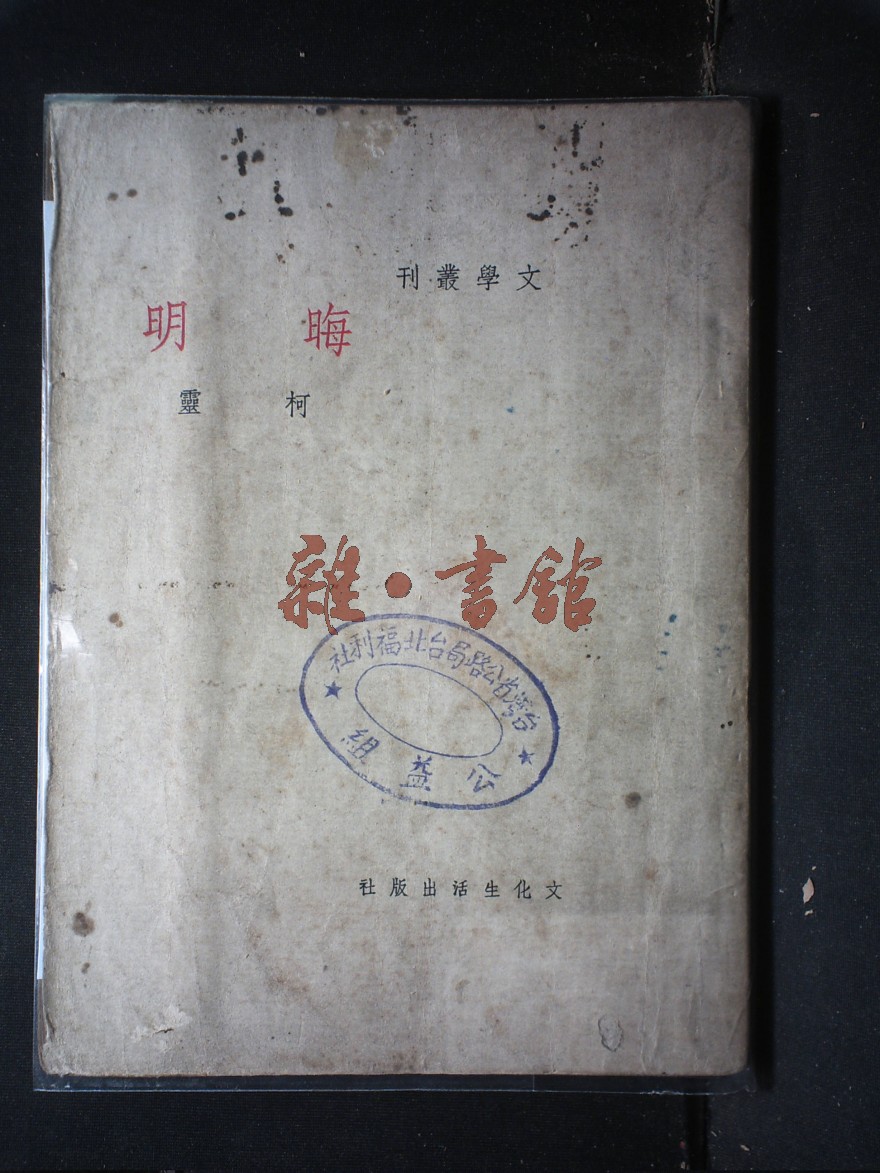 文學叢刊
晦明
柯靈
雜·書館
台湾省公路局台北福利社
公益組
文化生活出版社